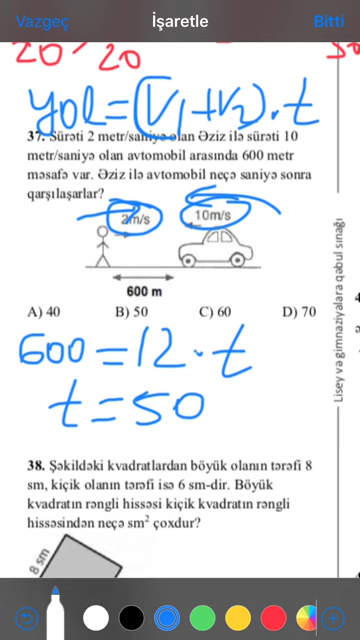 Vazgeç İşaretle Bitti
20 20
yol=(V₁+V₂).t
37. Sürəti 2 metr/saniyə olan Əziz ilə sürəti 10
metr/saniyə olan avtomobil arasında 600 metr
məsafə var. Əziz ilə avtomobil neçə saniyə sonra
qarşılaşarlar?
2m/s 10m/s
600 m
A) 40 B) 50 C) 60 D) 70
600=12.t
t=50
38. Şəkildəki kvadratlardan böyük olanın tərəfi 8
sm, kiçik olanın tərəfi isə 6 sm-dir. Böyük
kvadratın rəngli hissəsi kiçik kvadratın rəngli
hissəsindən neçə sm² çoxdur?
8 sm
Lisey və gimnaziyalara qəbul sınağı